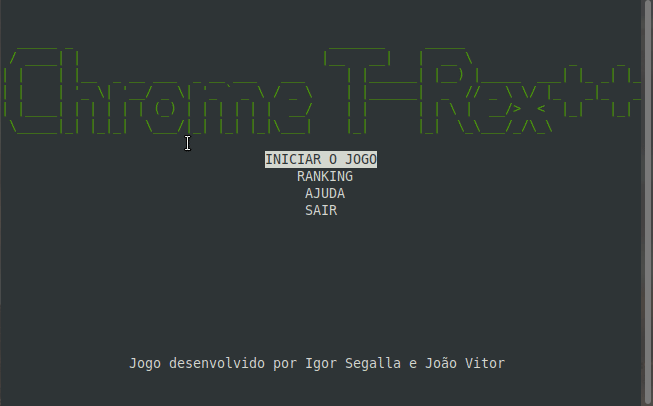 Chrome T-Rex++
INICIAR O JOGO
RANKING
AJUDA
SAIR
Jogo desenvolvido por Igor Segalla e João Vitor